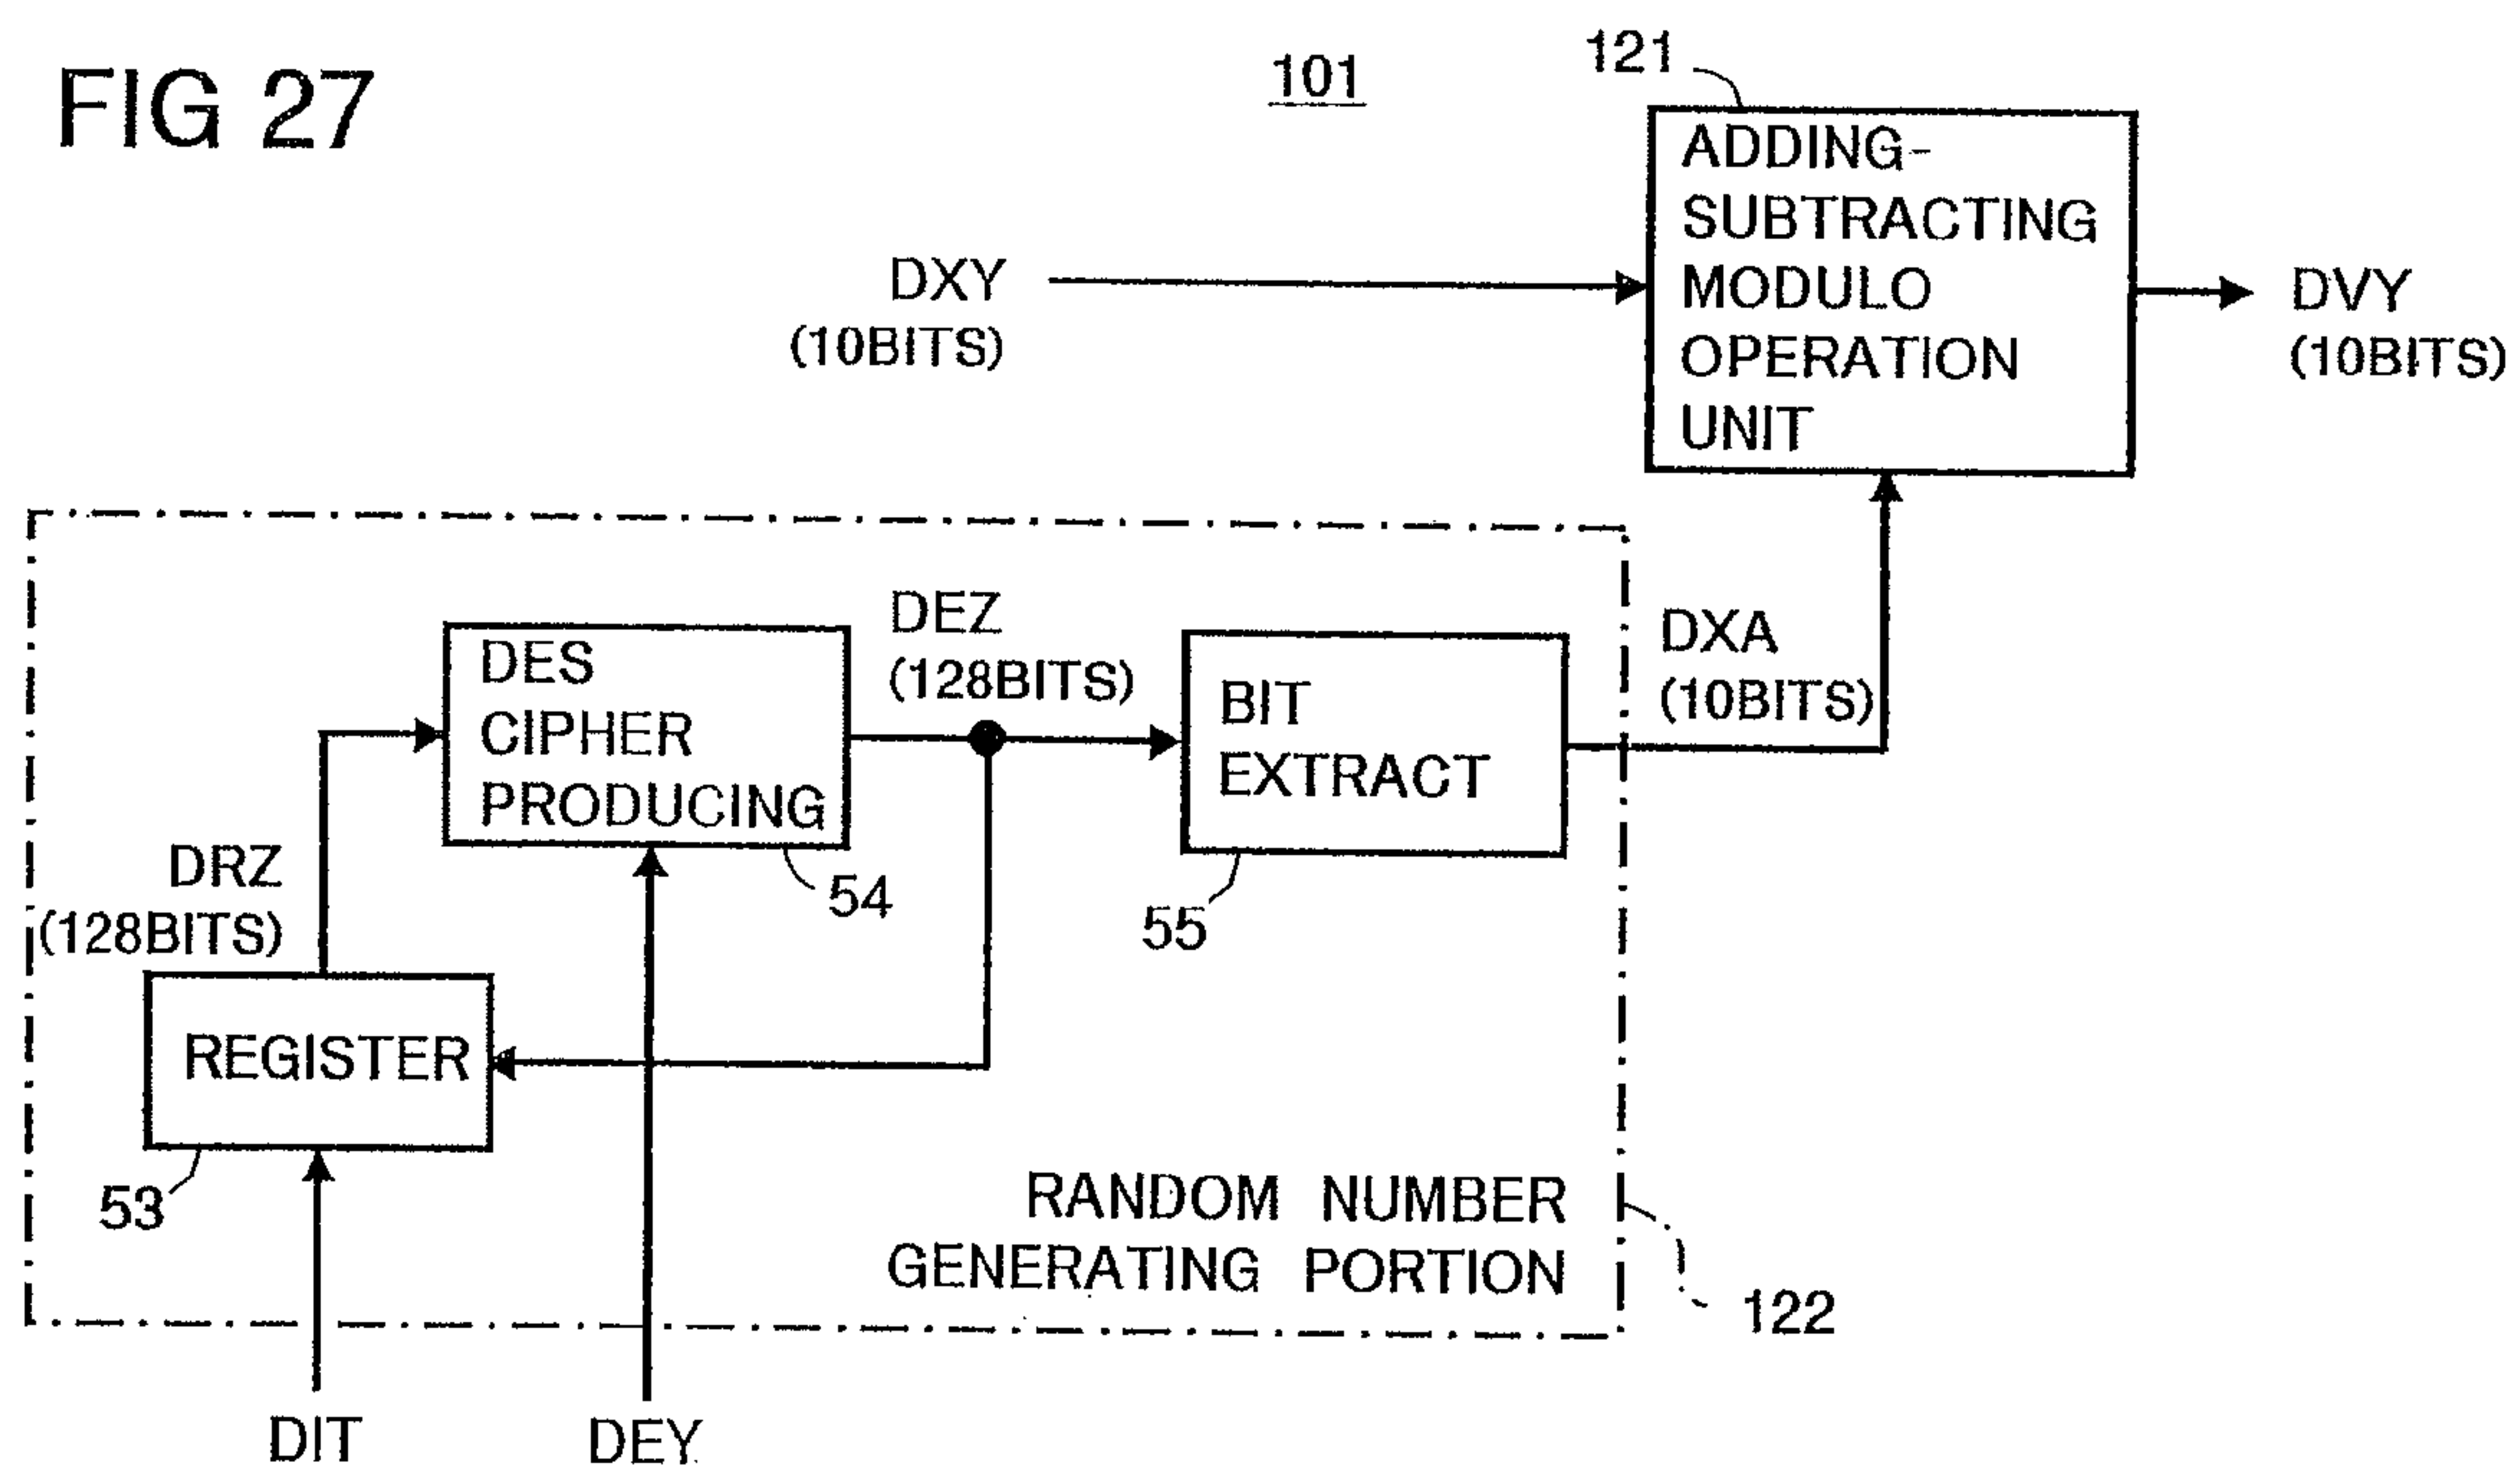 FIG 27
101
121
ADDING-
SUBTRACTING
MODULO
OPERATION
UNIT
DXY
(10BITS)
DVY
(10BITS)
DES
CIPHER
PRODUCING
54
DEZ
(128BITS)
BIT
EXTRACT
55
DXA
(10BITS)
DRZ
(128BITS)
REGISTER
53
RANDOM NUMBER
GENERATING PORTION
122
DIT
DEY